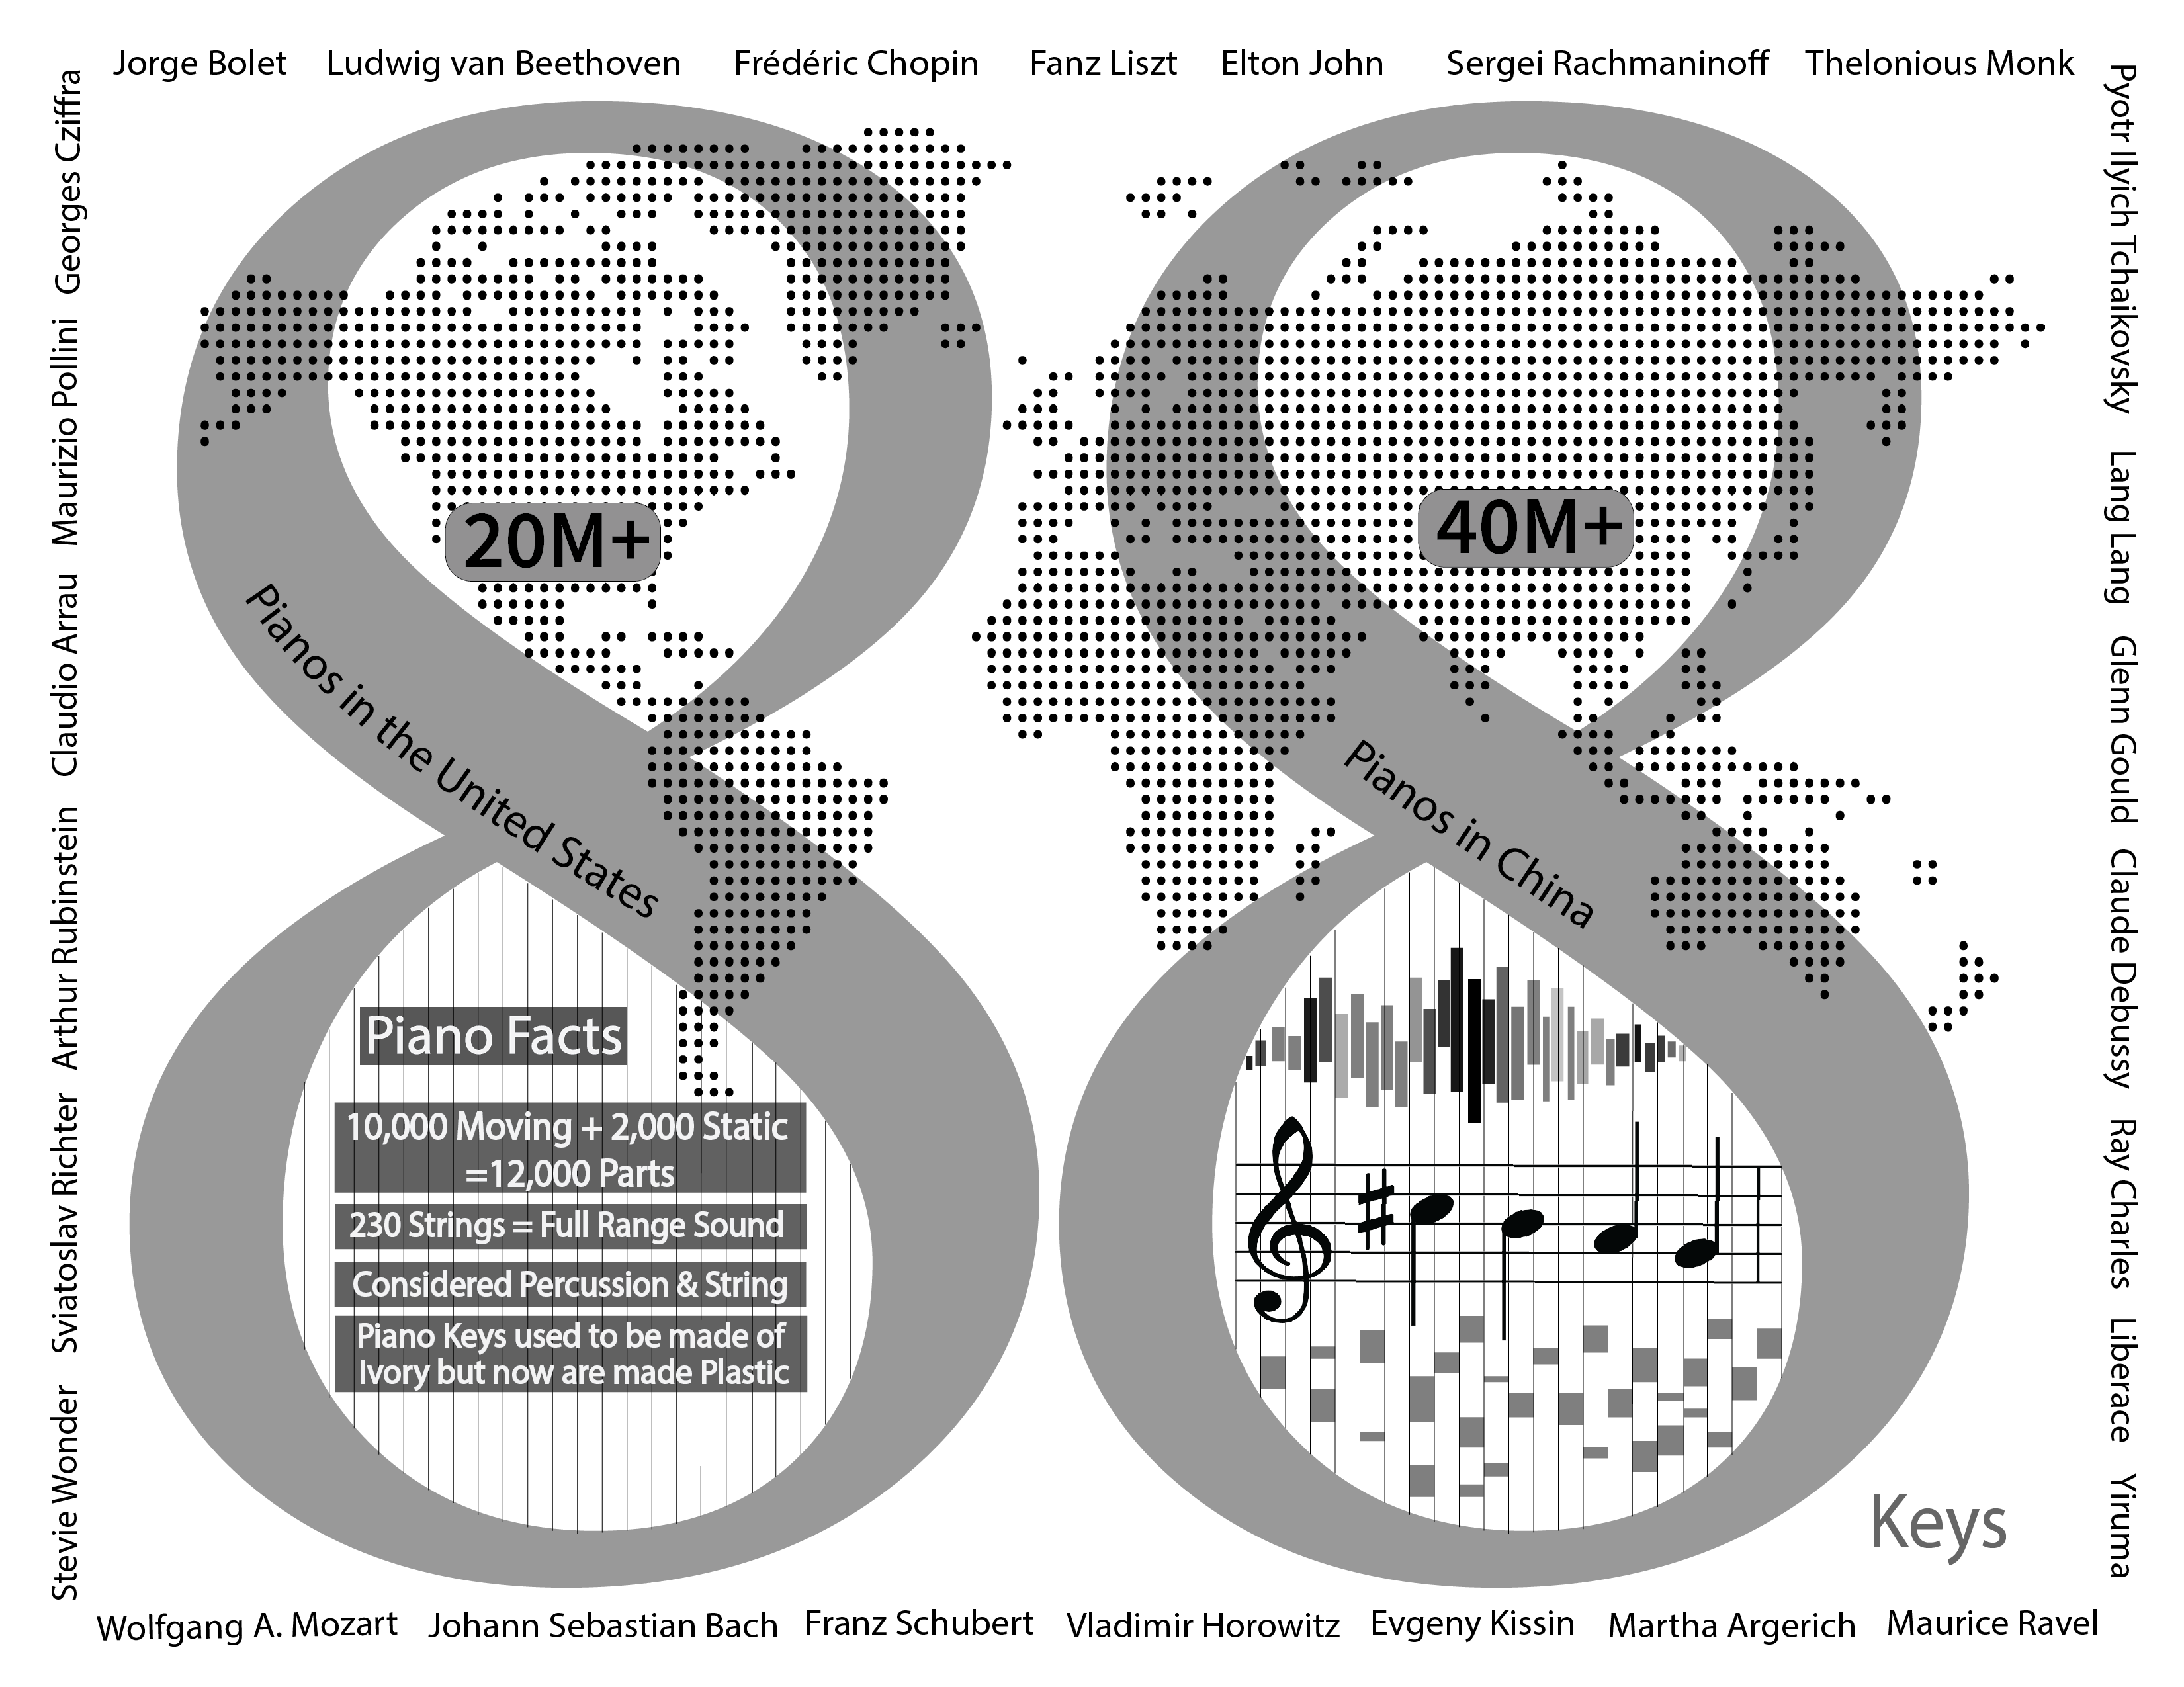 Jorge Bolet Ludwig van Beethoven Frédéric Chopin Fanz Liszt Elton John Sergei Rachmaninoff Thelonious Monk
Pyotr Ilyich Tchaikovsky Lang Lang Glenn Gould Claude Debussy Ray Charles Liberace Yiruma
Stevie Wonder Sviatoslav Richter Arthur Rubinstein Claudio Arrau Maurizio Pollini Georges Cziffra
20M+
40M+
Pianos in the United States
Pianos in China
88
Piano Facts
10,000 Moving + 2,000 Static
=12,000 Parts
230 Strings = Full Range Sound
Considered Percussion & String
Piano Keys used to be made of
Ivory but now are made Plastic
Keys
Wolfgang A. Mozart Johann Sebastian Bach Franz Schubert Vladimir Horowitz Evgeny Kissin Martha Argerich Maurice Ravel